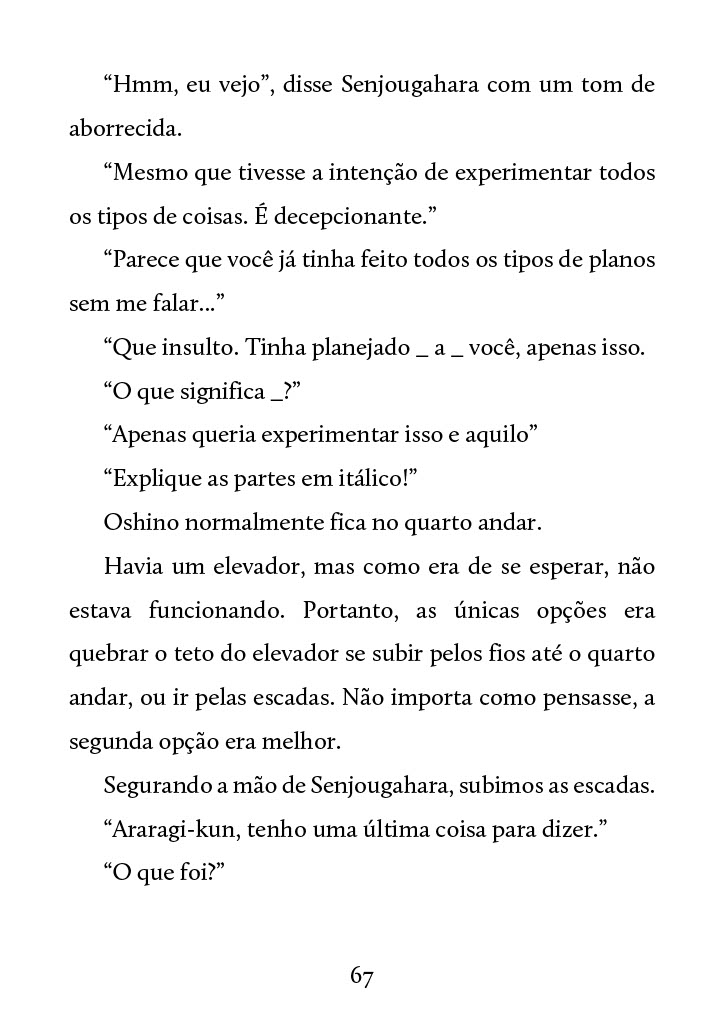 “Hmm, eu vejo”, disse Senjougahara com um tom de
aborrecida.
“Mesmo que tivesse a intenção de experimentar todos
os tipos de coisas. É decepcionante.”
“Parece que você já tinha feito todos os tipos de planos
sem me falar...”
“Que insulto. Tinha planejado _ a _ você, apenas isso.
“O que significa _?”
“Apenas queria experimentar isso e aquilo”
“Explique as partes em itálico!”
Oshino normalmente fica no quarto andar.
Havia um elevador, mas como era de se esperar, não
estava funcionando. Portanto, as únicas opções era
quebrar o teto do elevador se subir pelos fios até o quarto
andar, ou ir pelas escadas. Não importa como pensasse, a
segunda opção era melhor.
Segurando a mão de Senjougahara, subimos as escadas.
“Araragi-kun, tenho uma última coisa para dizer.”
“O que foi?”
67